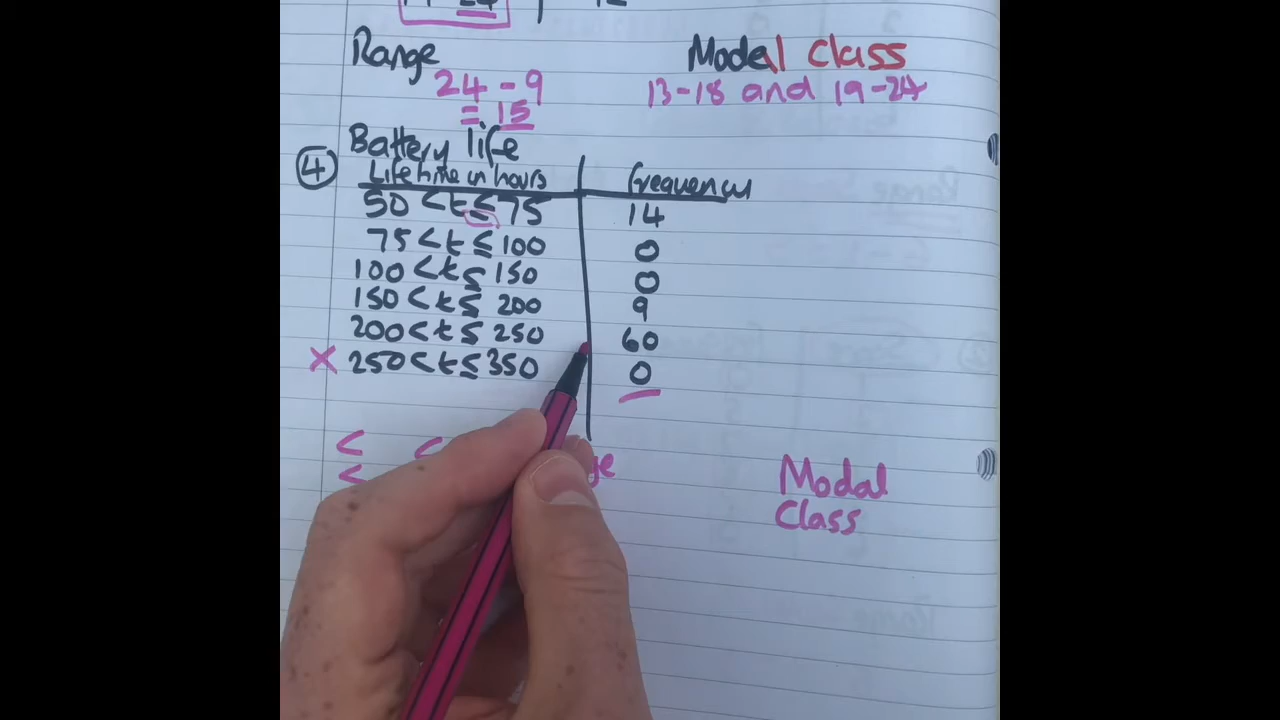 Range
Modal Class
24 - 9
= 15
13-18 and 19-24
Battery life
④ Lifetime in hours frequency
50 < t ≤ 75 14
75 < t ≤ 100 0
100 < t ≤ 150 0
150 < t ≤ 200 9
200 < t ≤ 250 60
✗ 250 < t ≤ 350 0
< <
<
Modal
Class